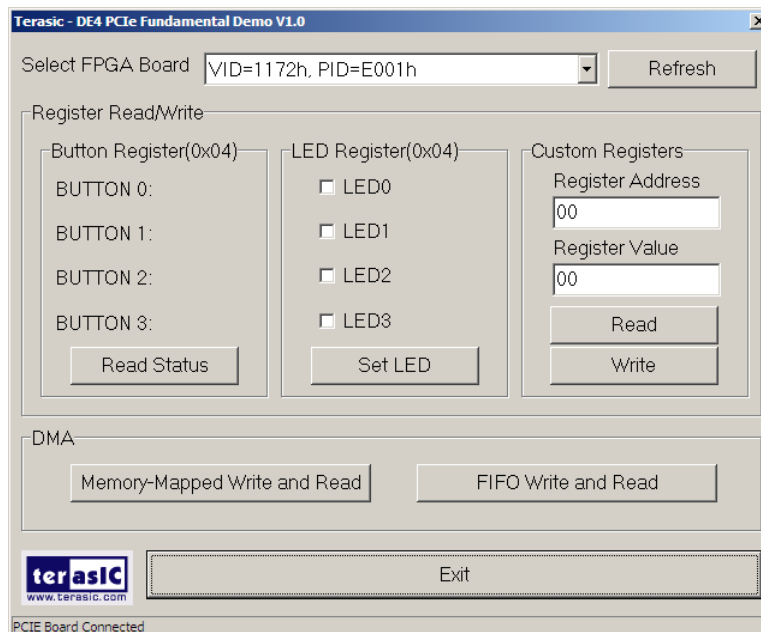 Terasic - DE4 PCIe Fundamental Demo V1.0
Select FPGA Board
VID=1172h, PID=E001h
Refresh
Register Read/Write
Button Register(0x04)
BUTTON 0:
BUTTON 1:
BUTTON 2:
BUTTON 3:
Read Status
LED Register(0x04)
LED0
LED1
LED2
LED3
Set LED
Custom Registers
Register Address
00
Register Value
00
Read
Write
DMA
Memory-Mapped Write and Read
FIFO Write and Read
terasIC
www.terasic.com
Exit
PCIE Board Connected